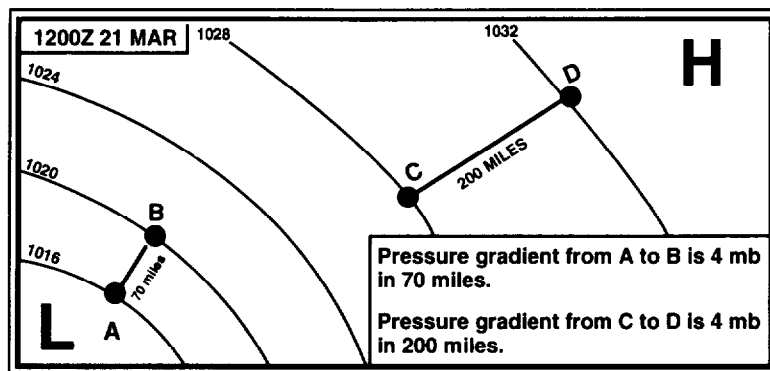 1200Z 21 MAR
1028
1032
1024
D
H
C
200 MILES
1020
B
1016
70 miles
A
L
Pressure gradient from A to B is 4 mb
in 70 miles.
Pressure gradient from C to D is 4 mb
in 200 miles.